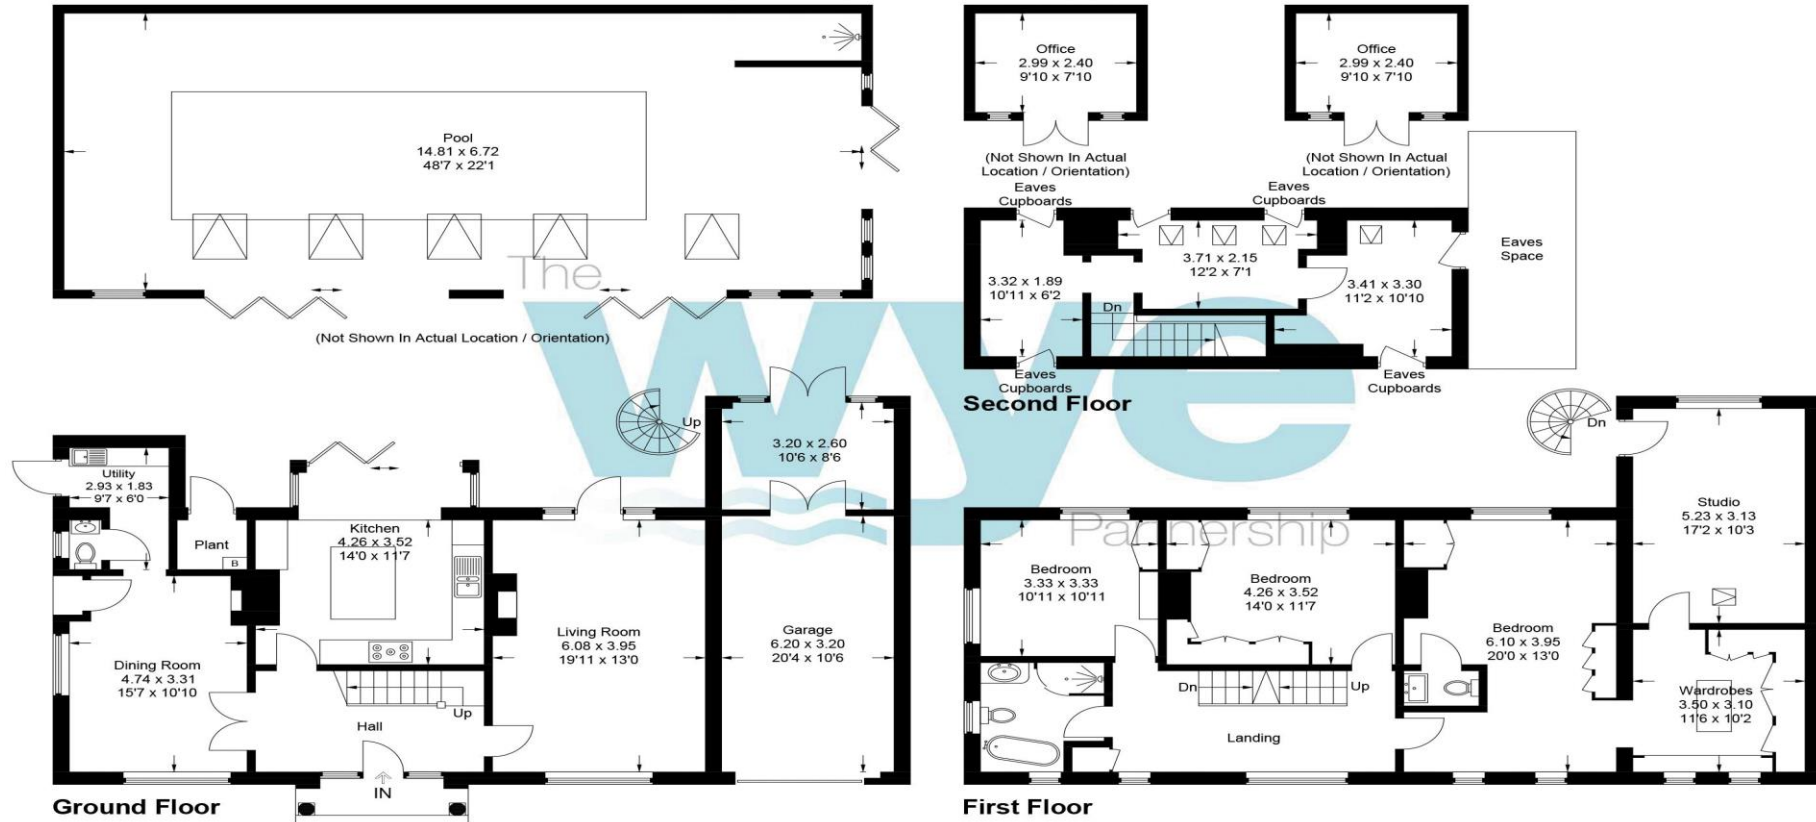 Pool
14.81 x 6.72
48'7 x 22'1
(Not Shown In Actual Location / Orientation)
Office
2.99 x 2.40
9'10 x 7'10
(Not Shown In Actual
Location / Orientation)
Office
2.99 x 2.40
9'10 x 7'10
(Not Shown In Actual
Location / Orientation)
Eaves
Cupboards
Eaves
Cupboards
Eaves
Space
3.32 x 1.89
10'11 x 6'2
3.71 x 2.15
12'2 x 7'1
3.41 x 3.30
11'2 x 10'10
Dn
Eaves
Cupboards
Eaves
Cupboards
Second Floor
The
wye
Partnership
Utility
2.93 x 1.83
9'7 x 6'0
Plant
B
Kitchen
4.26 x 3.52
14'0 x 11'7
Up
3.20 x 2.60
10'6 x 8'6
Living Room
6.08 x 3.95
19'11 x 13'0
Garage
6.20 x 3.20
20'4 x 10'6
Dining Room
4.74 x 3.31
15'7 x 10'10
Hall
Up
IN
Ground Floor
Dn
Studio
5.23 x 3.13
17'2 x 10'3
Bedroom
3.33 x 3.33
10'11 x 10'11
Bedroom
4.26 x 3.52
14'0 x 11'7
Bedroom
6.10 x 3.95
20'0 x 13'0
Dn
Up
Landing
Wardrobes
3.50 x 3.10
11'6 x 10'2
First Floor